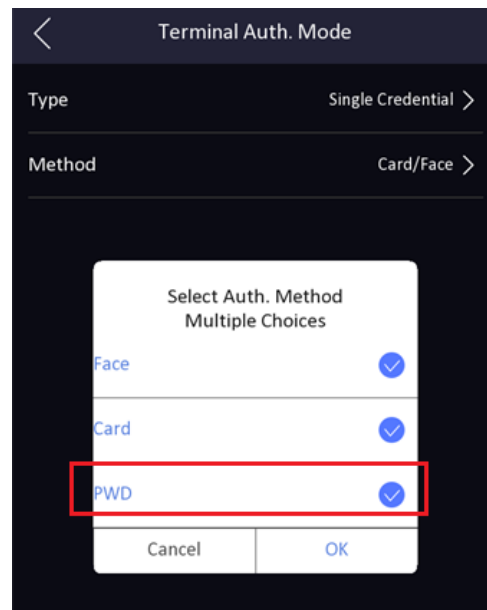 Terminal Auth. Mode
Type Single Credential
Method Card/Face
Select Auth. Method
Multiple Choices
Face
Card
PWD
Cancel OK